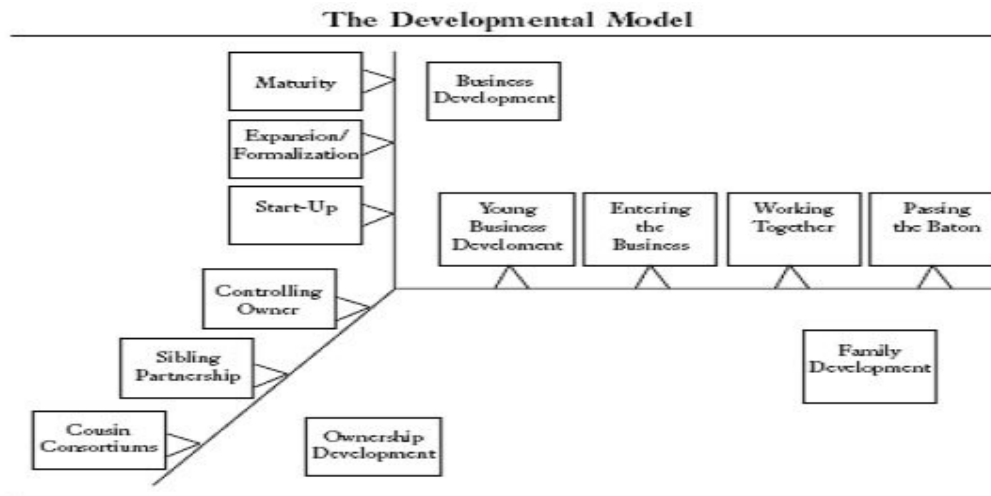 The Developmental Model
Maturity
Business
Development
Expansion/
Formalization
Start-Up
Young
Business
Develoment
Entering
the
Business
Working
Together
Passing
the Baton
Controlling
Owner
Sibling
Partnership
Family
Development
Cousin
Consortiums
Ownership
Development